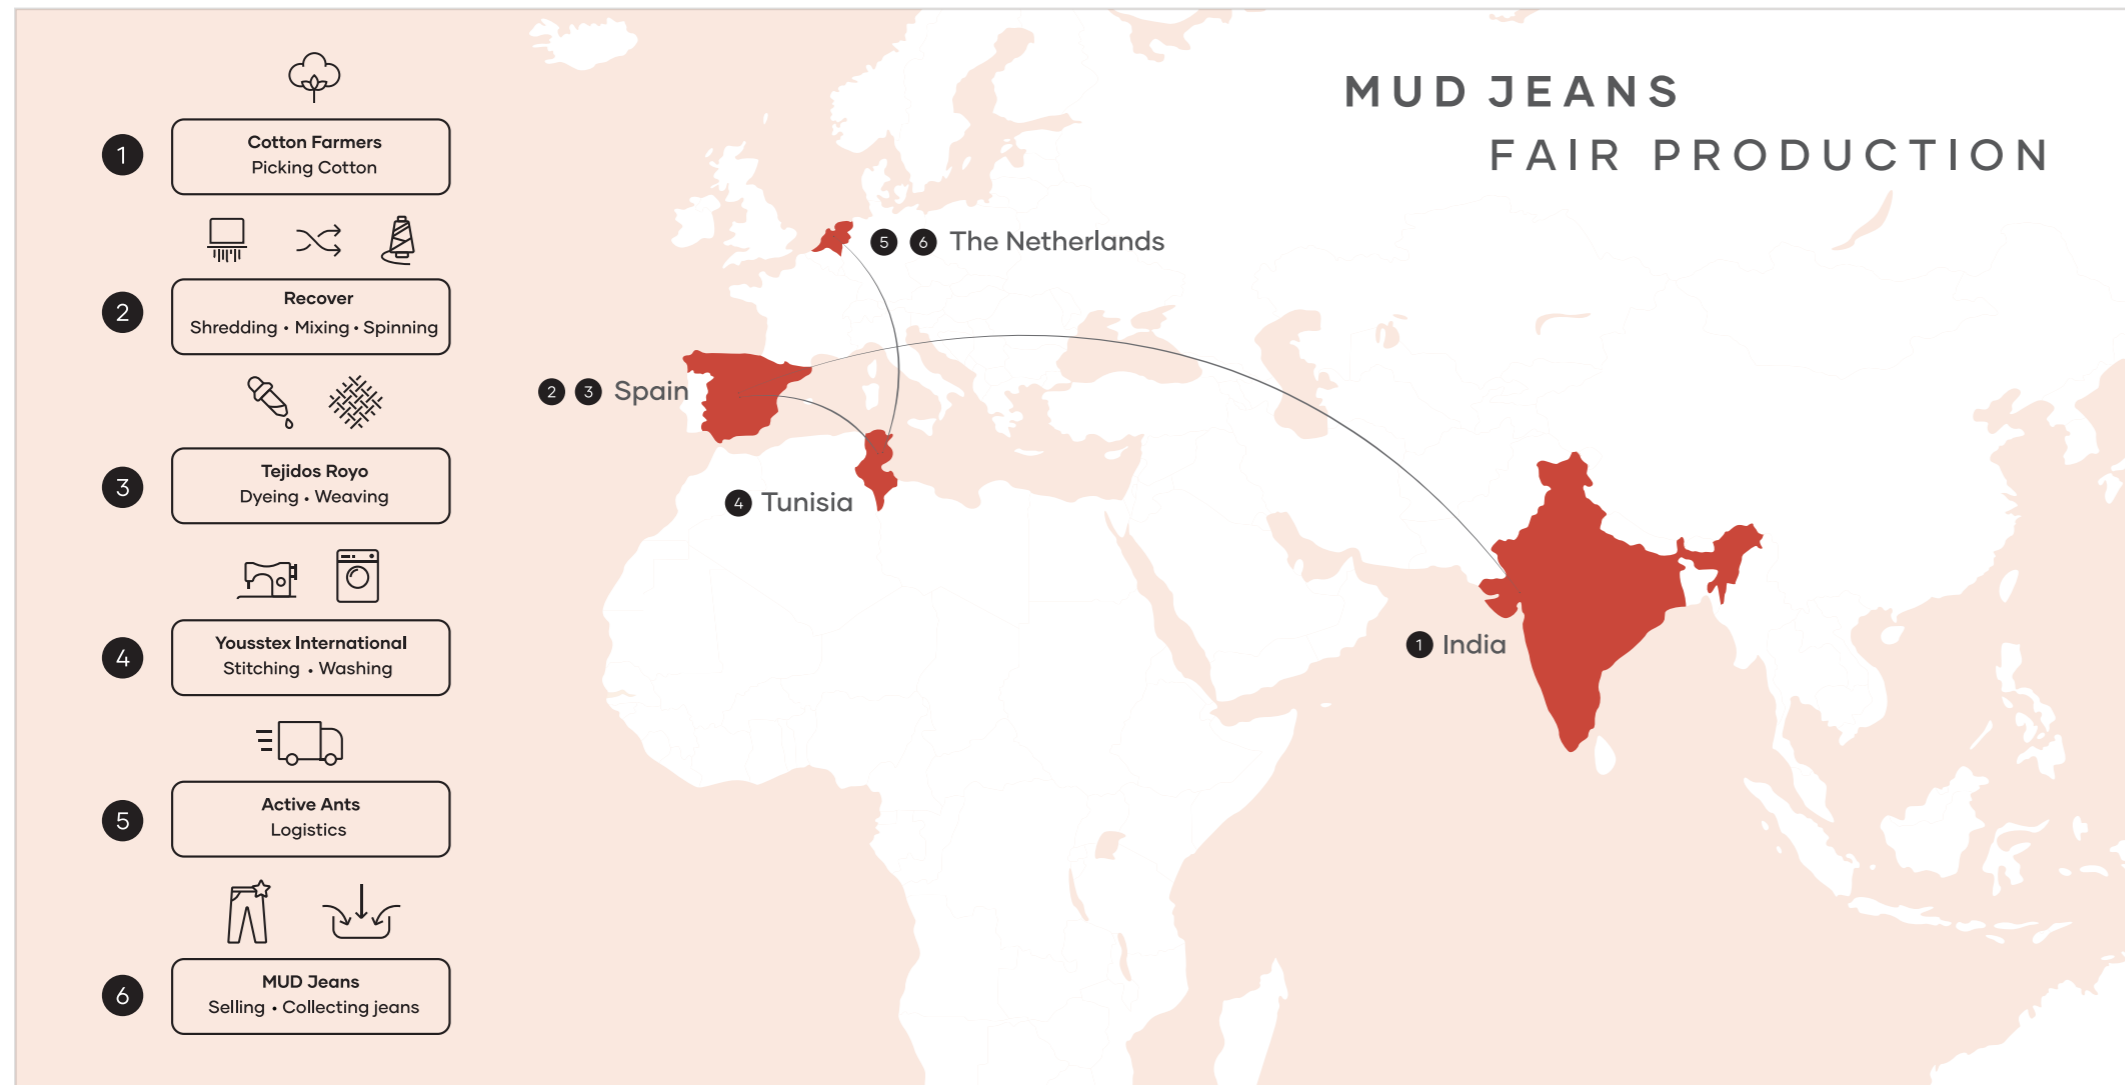 MUD JEANS
FAIR PRODUCTION
1
Cotton Farmers
Picking Cotton
2
Recover
Shredding • Mixing • Spinning
3
Tejidos Royo
Dyeing • Weaving
4
Yousstex International
Stitching • Washing
5
Active Ants
Logistics
6
MUD Jeans
Selling • Collecting jeans
5 6 The Netherlands
2 3 Spain
4 Tunisia
1 India